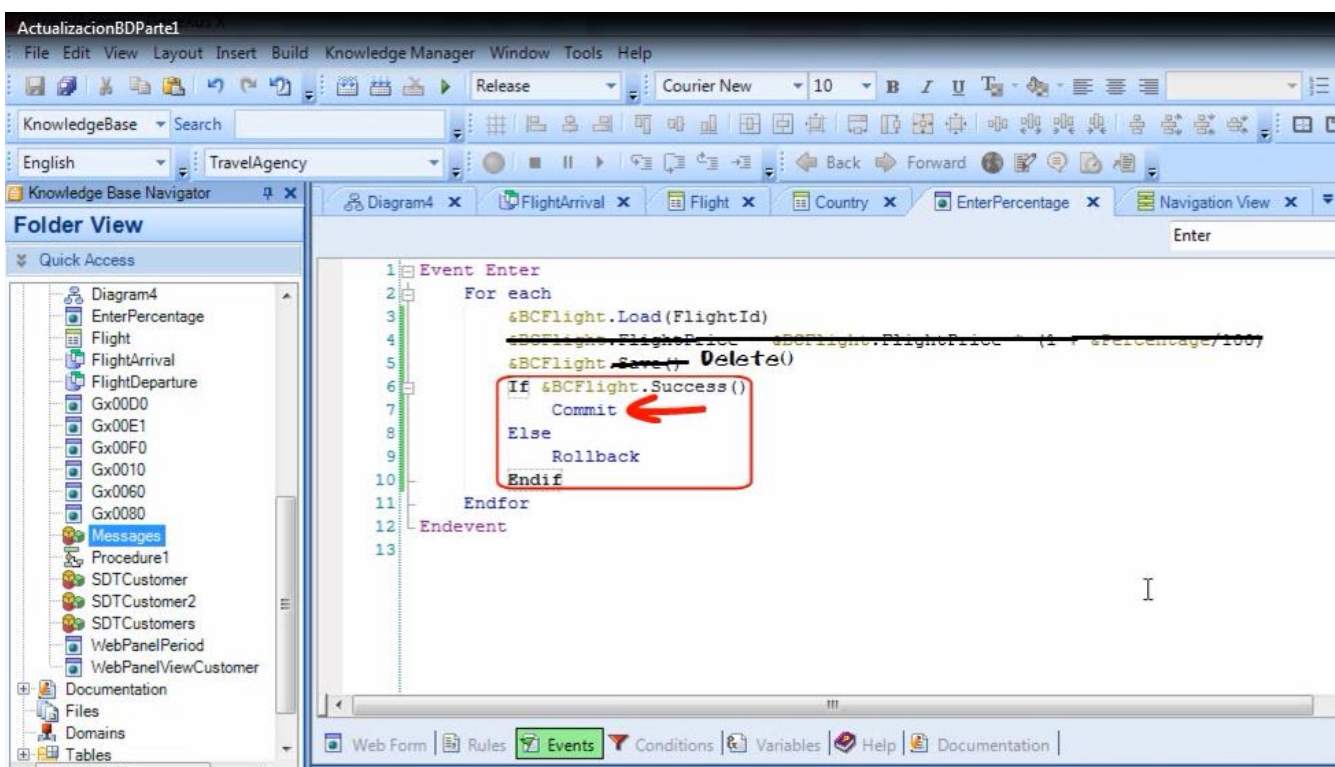 ActualizacionBDParte1
File Edit View Layout Insert Build Knowledge Manager Window Tools Help
Release Courier New 10 B I U
KnowledgeBase Search
English TravelAgency Back Forward
Knowledge Base Navigator
Diagram4 FlightArrival Flight Country EnterPercentage Navigation View
Folder View
Enter
Quick Access
Diagram4
EnterPercentage
Flight
FlightArrival
FlightDeparture
Gx00D0
Gx00E1
Gx00F0
Gx0010
Gx0060
Gx0080
Messages
Procedure1
SDTCustomer
SDTCustomer2
SDTCustomers
WebPanelPeriod
WebPanelViewCustomer
Documentation
Files
Domains
Tables
1 Event Enter
2 For each
3 &BCFlight.Load(FlightId)
4 &BCFlight.FlightPrice &BCFlight.FlightPrice * (1 + &Percentage/100)
5 &BCFlight.Save() Delete()
6 If &BCFlight.Success()
7 Commit
8 Else
9 Rollback
10 Endif
11 Endfor
12 Endevent
13
Web Form Rules Events Conditions Variables Help Documentation